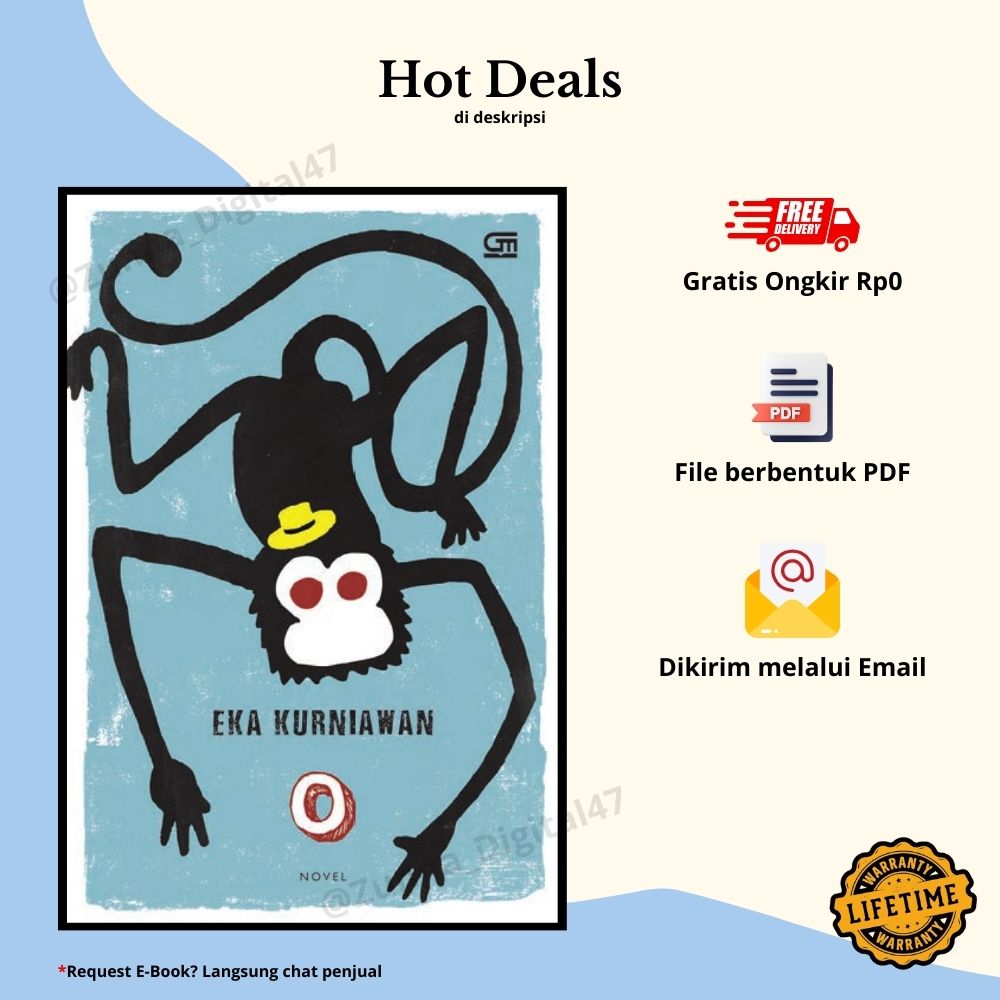 Hot Deals
di deskripsi
FREE
DELIVERY
Gratis Ongkir Rp0
PDF
File berbentuk PDF
@
Dikirim melalui Email
EKA KURNIAWAN
O
NOVEL
WARRANTY
LIFETIME
WARRANTY
*Request E-Book? Langsung chat penjual